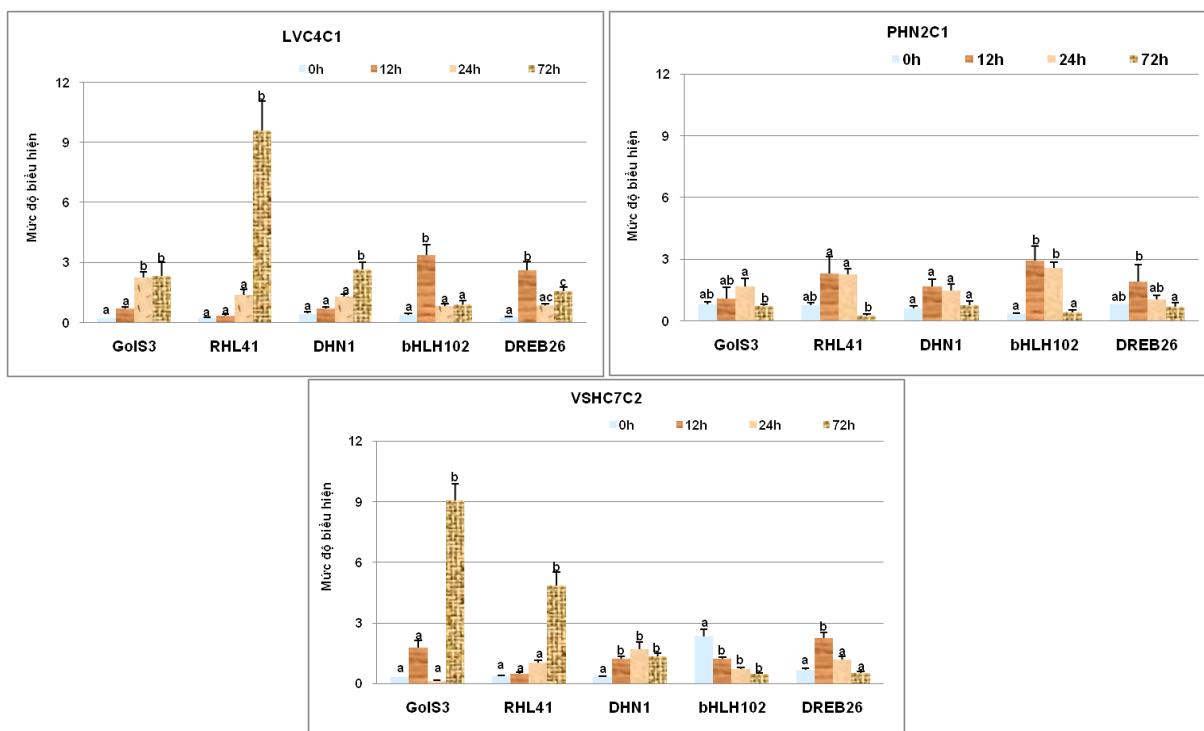 LVC4C1
0h 12h 24h 72h
Mức độ biểu hiện
12
9
6
3
0
a a b b
a a a b
a a a b
a b a a
a b ac c
GolS3 RHL41 DHN1 bHLH102 DREB26
PHN2C1
0h 12h 24h 72h
Mức độ biểu hiện
12
9
6
3
0
ab ab a b
ab a a b
a a a a
a b b a
ab b ab a
GolS3 RHL41 DHN1 bHLH102 DREB26
VSHC7C2
0h 12h 24h 72h
Mức độ biểu hiện
12
9
6
3
0
a a a b
a a a b
a b b b
a b b b
a b a a
GolS3 RHL41 DHN1 bHLH102 DREB26